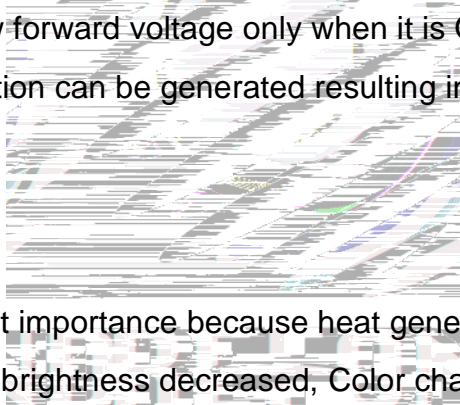 forward voltage only when it is
tion can be generated resulting in
t importance because heat gene
brightness decreased, Color cha